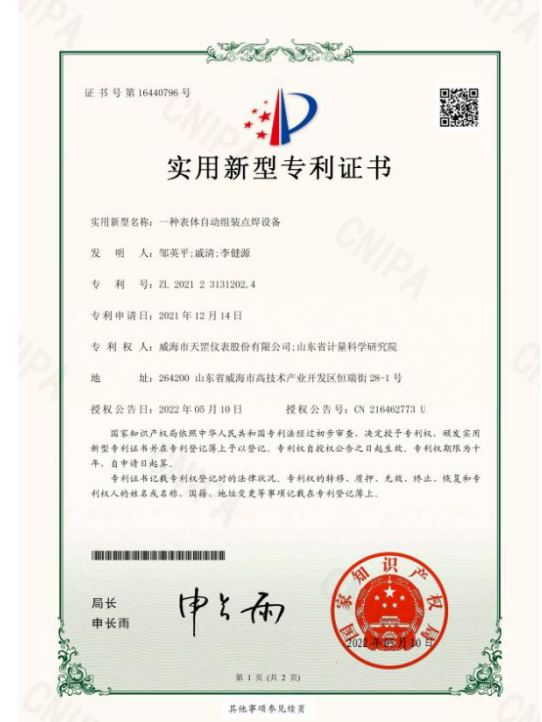 证书号第16440796号
实用新型专利证书
实用新型名称：一种表体自动组装点焊设备
发明人：邹英平;戚清;李健源
专利号：ZL 2021 2 3131202.4
专利申请日：2021年12月14日
专利权人：威海市天罡仪表股份有限公司;山东省计量科学研究院
地址：264200 山东省威海市高技术产业开发区恒瑞街28-1号
授权公告日：2022年05月10日 授权公告号：CN 216462773 U
国家知识产权局依照中华人民共和国专利法经过初步审查，决定授予专利权，颁发实用
新型专利证书并在专利登记簿上予以登记。专利权自授权公告之日起生效。专利权期限为十
年，自申请日起算。
专利证书记载专利权登记时的法律状况。专利权的转移、质押、无效、终止、恢复和专
利权人的姓名或名称、国籍、地址变更等事项记载在专利登记簿上。
局长
申长雨
申长雨
国家知识产权局
2022年05月10日
第 1 页 (共 2 页)
其他事项参见续页
CNIPA
CNIPA
CNIPA